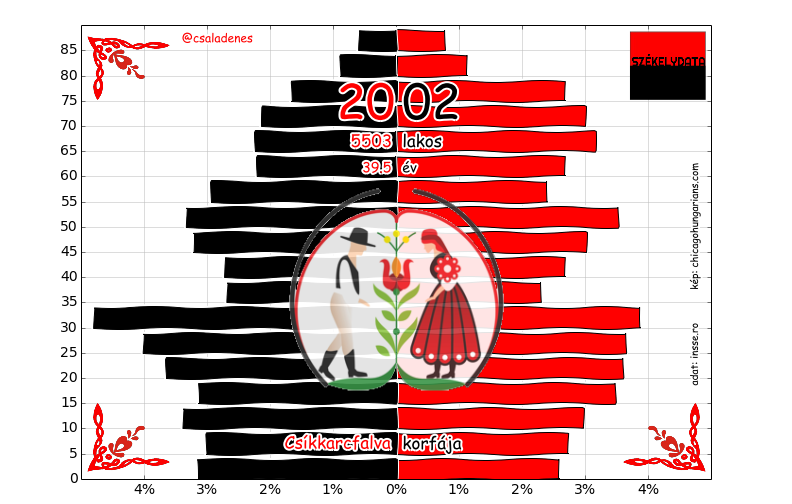 @csaladenes
SZÉKELYDATA
2002
5503 lakos
39.5 év
kép: chicagohungarians.com
adat: insse.ro
Csíkkarcfalva korfája
85
80
75
70
65
60
55
50
45
40
35
30
25
20
15
10
5
0
4% 3% 2% 1% 0% 1% 2% 3% 4%